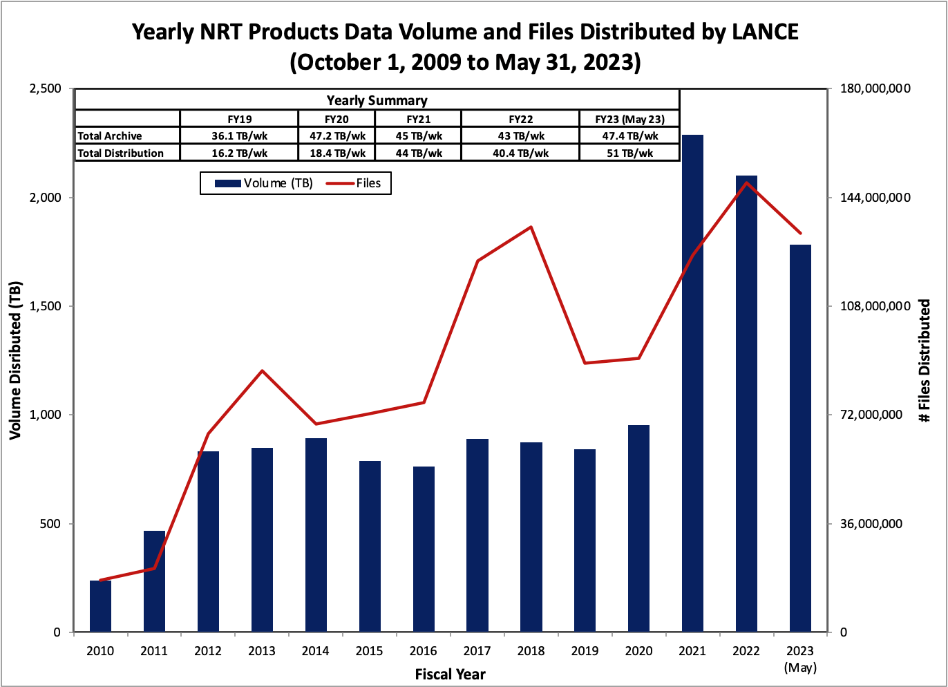 Yearly NRT Products Data Volume and Files Distributed by LANCE
(October 1, 2009 to May 31, 2023)
2,500
180,000,000
Yearly Summary
FY19 FY20 FY21 FY22 FY23 (May 23)
Total Archive 36.1 TB/wk 47.2 TB/wk 45 TB/wk 43 TB/wk 47.4 TB/wk
Total Distribution 16.2 TB/wk 18.4 TB/wk 44 TB/wk 40.4 TB/wk 51 TB/wk
Volume (TB) Files
2,000
144,000,000
1,500
108,000,000
Volume Disributed (TB)
# Files Distributed
1,000
72,000,000
500
36,000,000
0
0
2010 2011 2012 2013 2014 2015 2016 2017 2018 2019 2020 2021 2022 2023
(May)
Fiscal Year